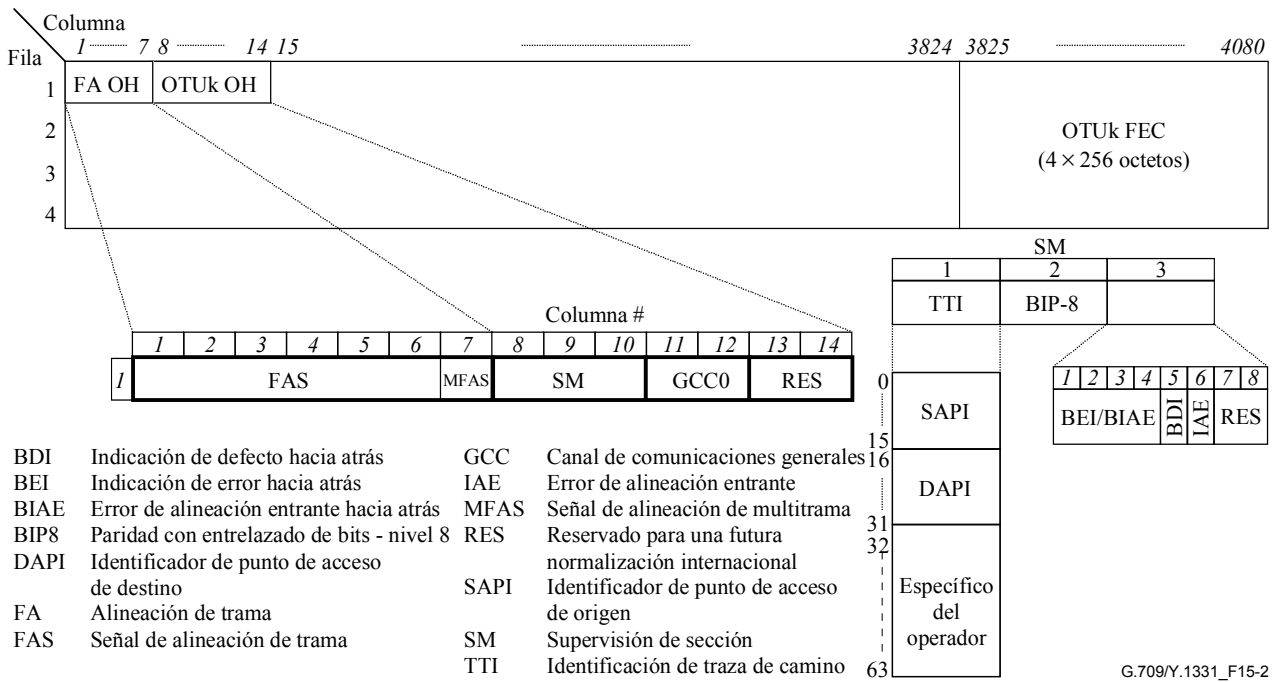 Columna
Fila
1 7 8 14 15 3824 3825 4080
1 FA OH OTUk OH
2 OTUk FEC
3 (4 × 256 octetos)
4
SM
1 2 3
TTI BIP-8
Columna #
1 2 3 4 5 6 7 8 9 10 11 12 13 14
1 FAS MFAS SM GCC0 RES
0 SAPI 15
16 DAPI 31
32 Específico del operador 63
1 2 3 4 5 6 7 8
BEI/BIAE BDI IAE RES
BDI Indicación de defecto hacia atrás
BEI Indicación de error hacia atrás
BIAE Error de alineación entrante hacia atrás
BIP8 Paridad con entrelazado de bits - nivel 8
DAPI Identificador de punto de acceso
de destino
FA Alineación de trama
FAS Señal de alineación de trama
GCC Canal de comunicaciones generales
IAE Error de alineación entrante
MFAS Señal de alineación de multitrama
RES Reservado para una futura
normalización internacional
SAPI Identificador de punto de acceso
de origen
SM Supervisión de sección
TTI Identificación de traza de camino
G.709/Y.1331_F15-2